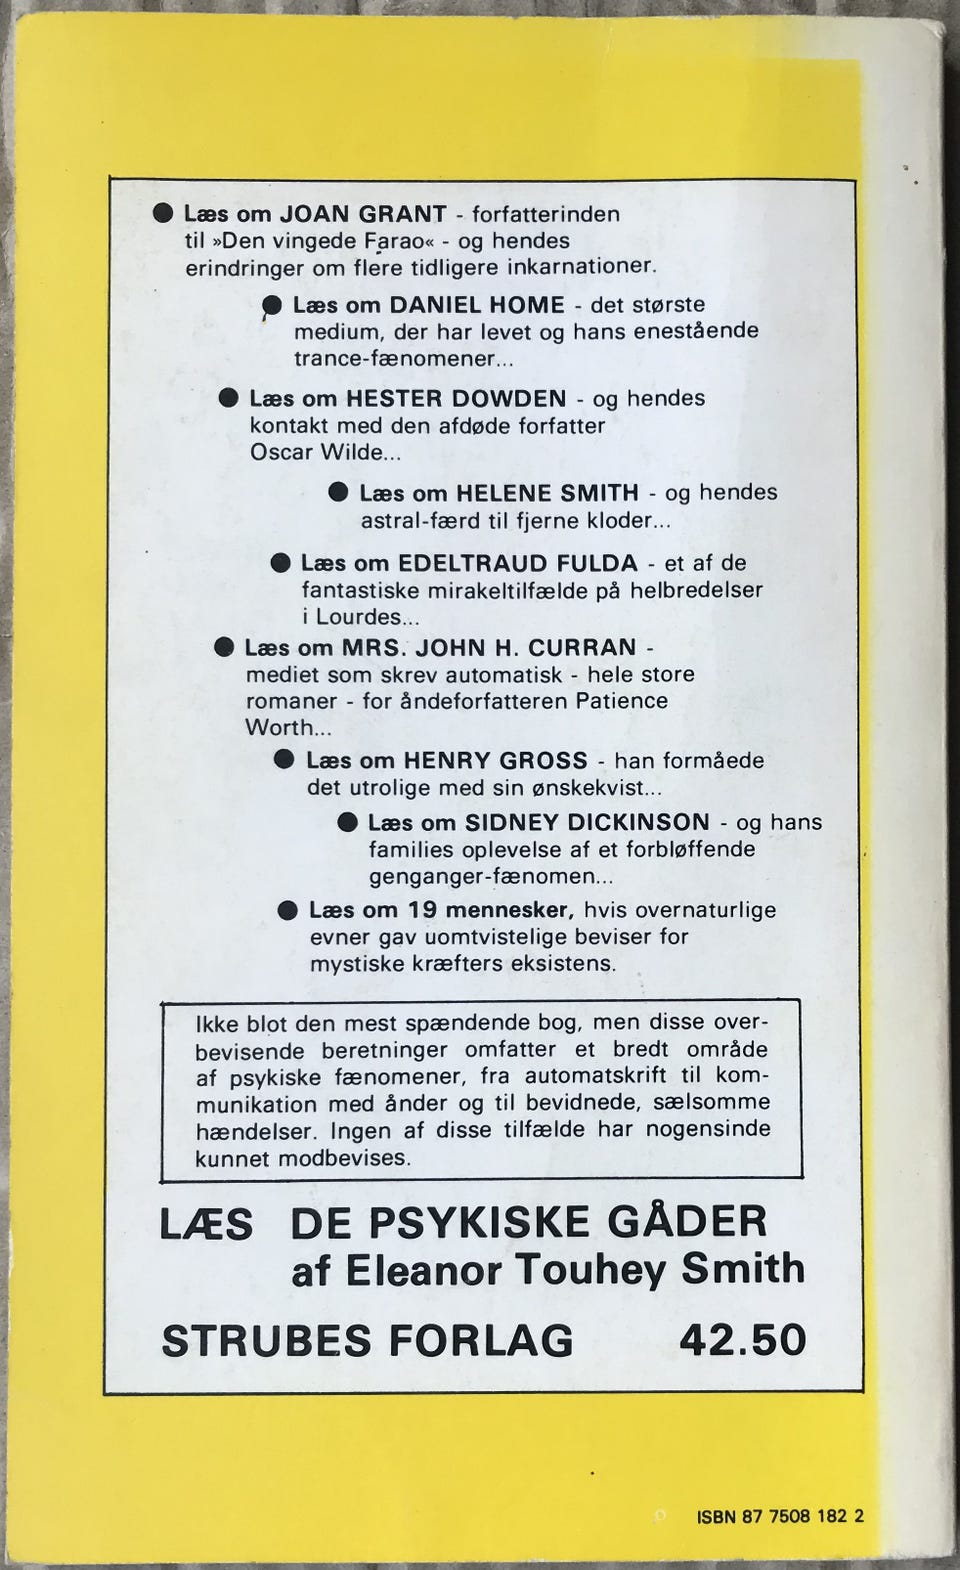 ● Læs om JOAN GRANT - forfatterinden
til »Den vingede Farao« - og hendes
erindringer om flere tidligere inkarnationer.
● Læs om DANIEL HOME - det største
medium, der har levet og hans enestående
trance-fænomener...
● Læs om HESTER DOWDEN - og hendes
kontakt med den afdøde forfatter
Oscar Wilde...
● Læs om HELENE SMITH - og hendes
astral-færd til fjerne kloder...
● Læs om EDELTRAUD FULDA - et af de
fantastiske mirakeltilfælde på helbredelser
i Lourdes...
● Læs om MRS. JOHN H. CURRAN -
mediet som skrev automatisk - hele store
romaner - for åndeforfatteren Patience
Worth...
● Læs om HENRY GROSS - han formåede
det utrolige med sin ønskekvist...
● Læs om SIDNEY DICKINSON - og hans
families oplevelse af et forbløffende
genganger-fænomen...
● Læs om 19 mennesker, hvis overnaturlige
evner gav uomtvistelige beviser for
mystiske kræfters eksistens.
Ikke blot den mest spændende bog, men disse over-
bevisende beretninger omfatter et bredt område
af psykiske fænomener, fra automatskrift til kom-
munikation med ånder og til bevidnede, sælsomme
hændelser. Ingen af disse tilfælde har nogensinde
kunnet modbevises.
LÆS DE PSYKISKE GÅDER
af Eleanor Touhey Smith
STRUBES FORLAG 42.50
ISBN 87 7508 182 2